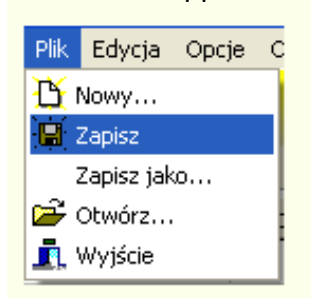 Plik Edycja Opcje
Nowy...
Zapisz
Zapisz jako...
Otwórz...
Wyjście